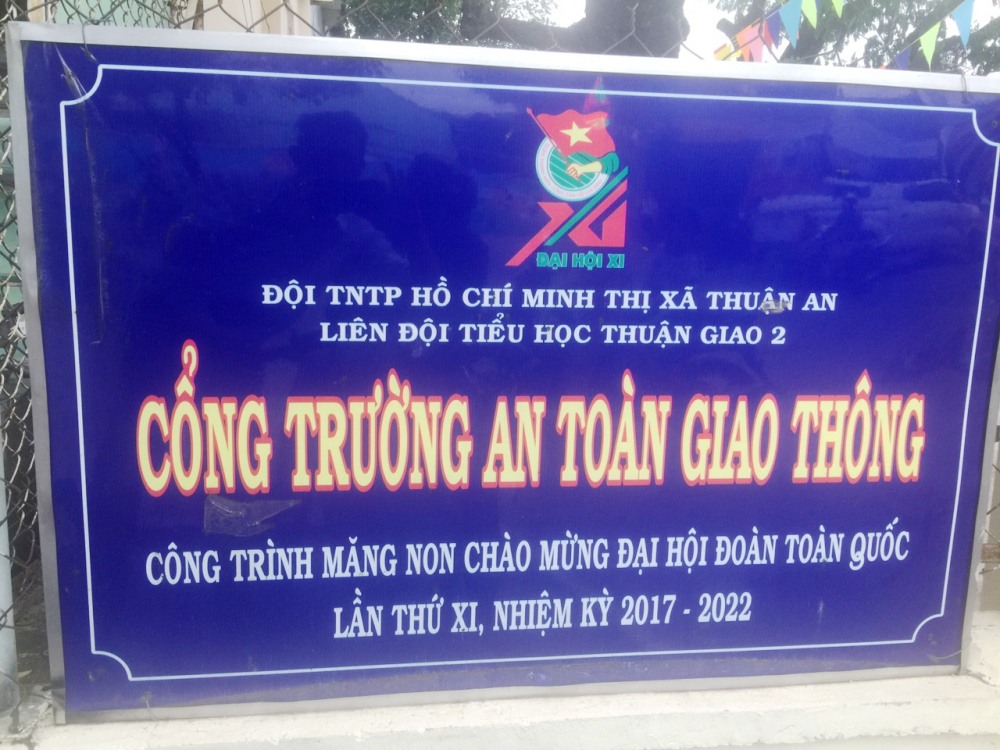 ĐẠI HỘI XI
ĐỘI TNTP HỒ CHÍ MINH THỊ XÃ THUẬN AN
LIÊN ĐỘI TIỂU HỌC THUẬN GIAO 2
CỔNG TRƯỜNG AN TOÀN GIAO THÔNG
CÔNG TRÌNH MĂNG NON CHÀO MỪNG ĐẠI HỘI ĐOÀN TOÀN QUỐC
LẦN THỨ XI, NHIỆM KỲ 2017 - 2022